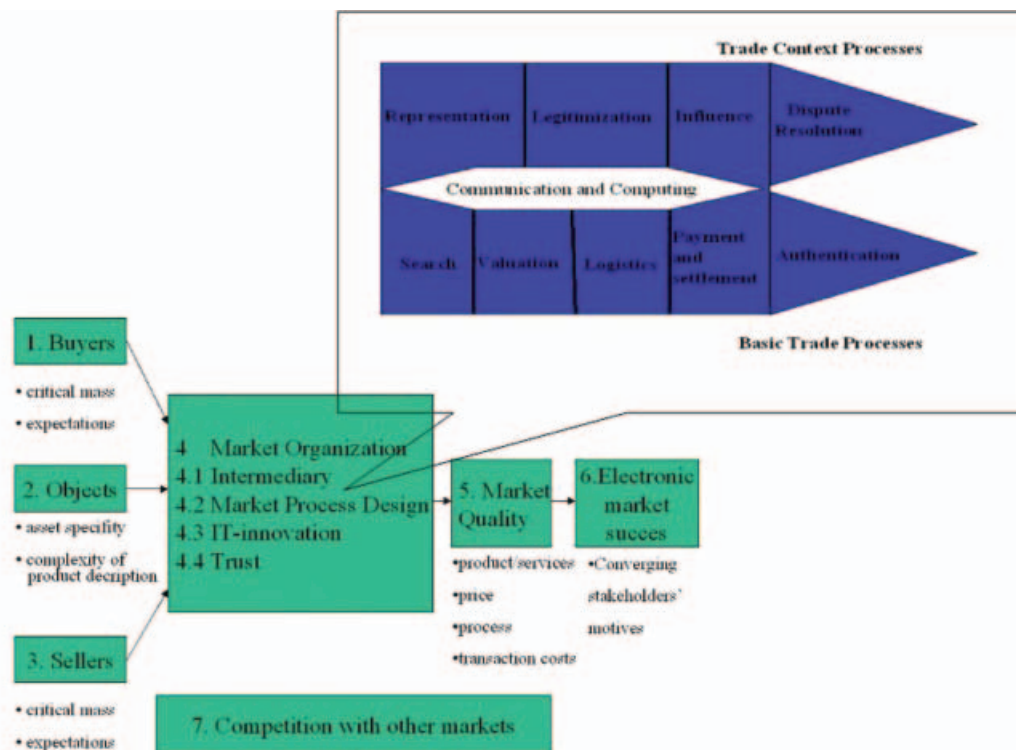 Trade Context Processes
Representation
Legitimization
Influence
Dispute
Resolution
Communication and Computing
Search
Valuation
Logistics
Payment
and
settlement
Authentication
Basic Trade Processes
1. Buyers
• critical mass
• expectations
2. Objects
• asset specifity
• complexity of
product decription
3. Sellers
• critical mass
• expectations
4 Market Organization
4.1 Intermediary
4.2 Market Process Design
4.3 IT-innovation
4.4 Trust
5. Market
Quality
•product/services
•price
•process
•transaction costs
6.Electronic
market
succes
•Converging
stakeholders'
motives
7. Competition with other markets